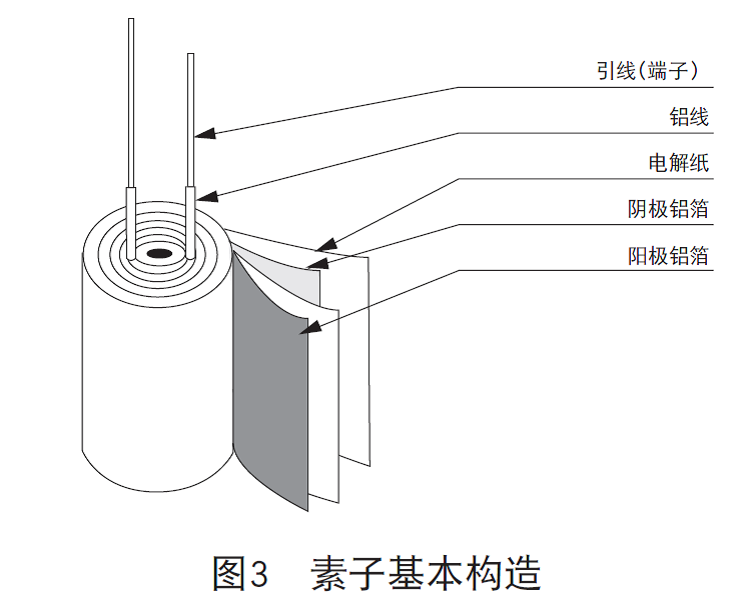 引线(端子)
铝线
电解纸
阴极铝箔
阳极铝箔
图3 素子基本构造